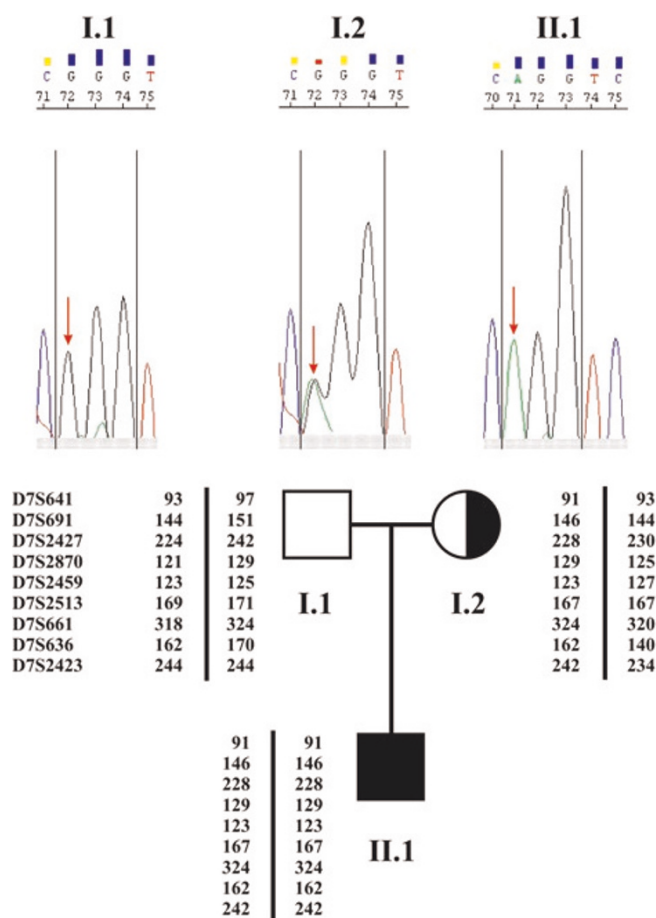 I.1 I.2 II.1
C G G G T C G G G T C A G G T C
71 72 73 74 75 71 72 73 74 75 70 71 72 73 74 75
D7S641 93 97 91 93
D7S691 144 151 146 144
D7S2427 224 242 228 230
D7S2870 121 129 129 125
D7S2459 123 125 123 127
D7S2513 169 171 167 167
D7S661 318 324 324 320
D7S636 162 170 162 140
D7S2423 244 244 242 234
I.1 I.2
91 91
146 146
228 228
129 129
123 123
167 167
324 324
162 162
242 242
II.1